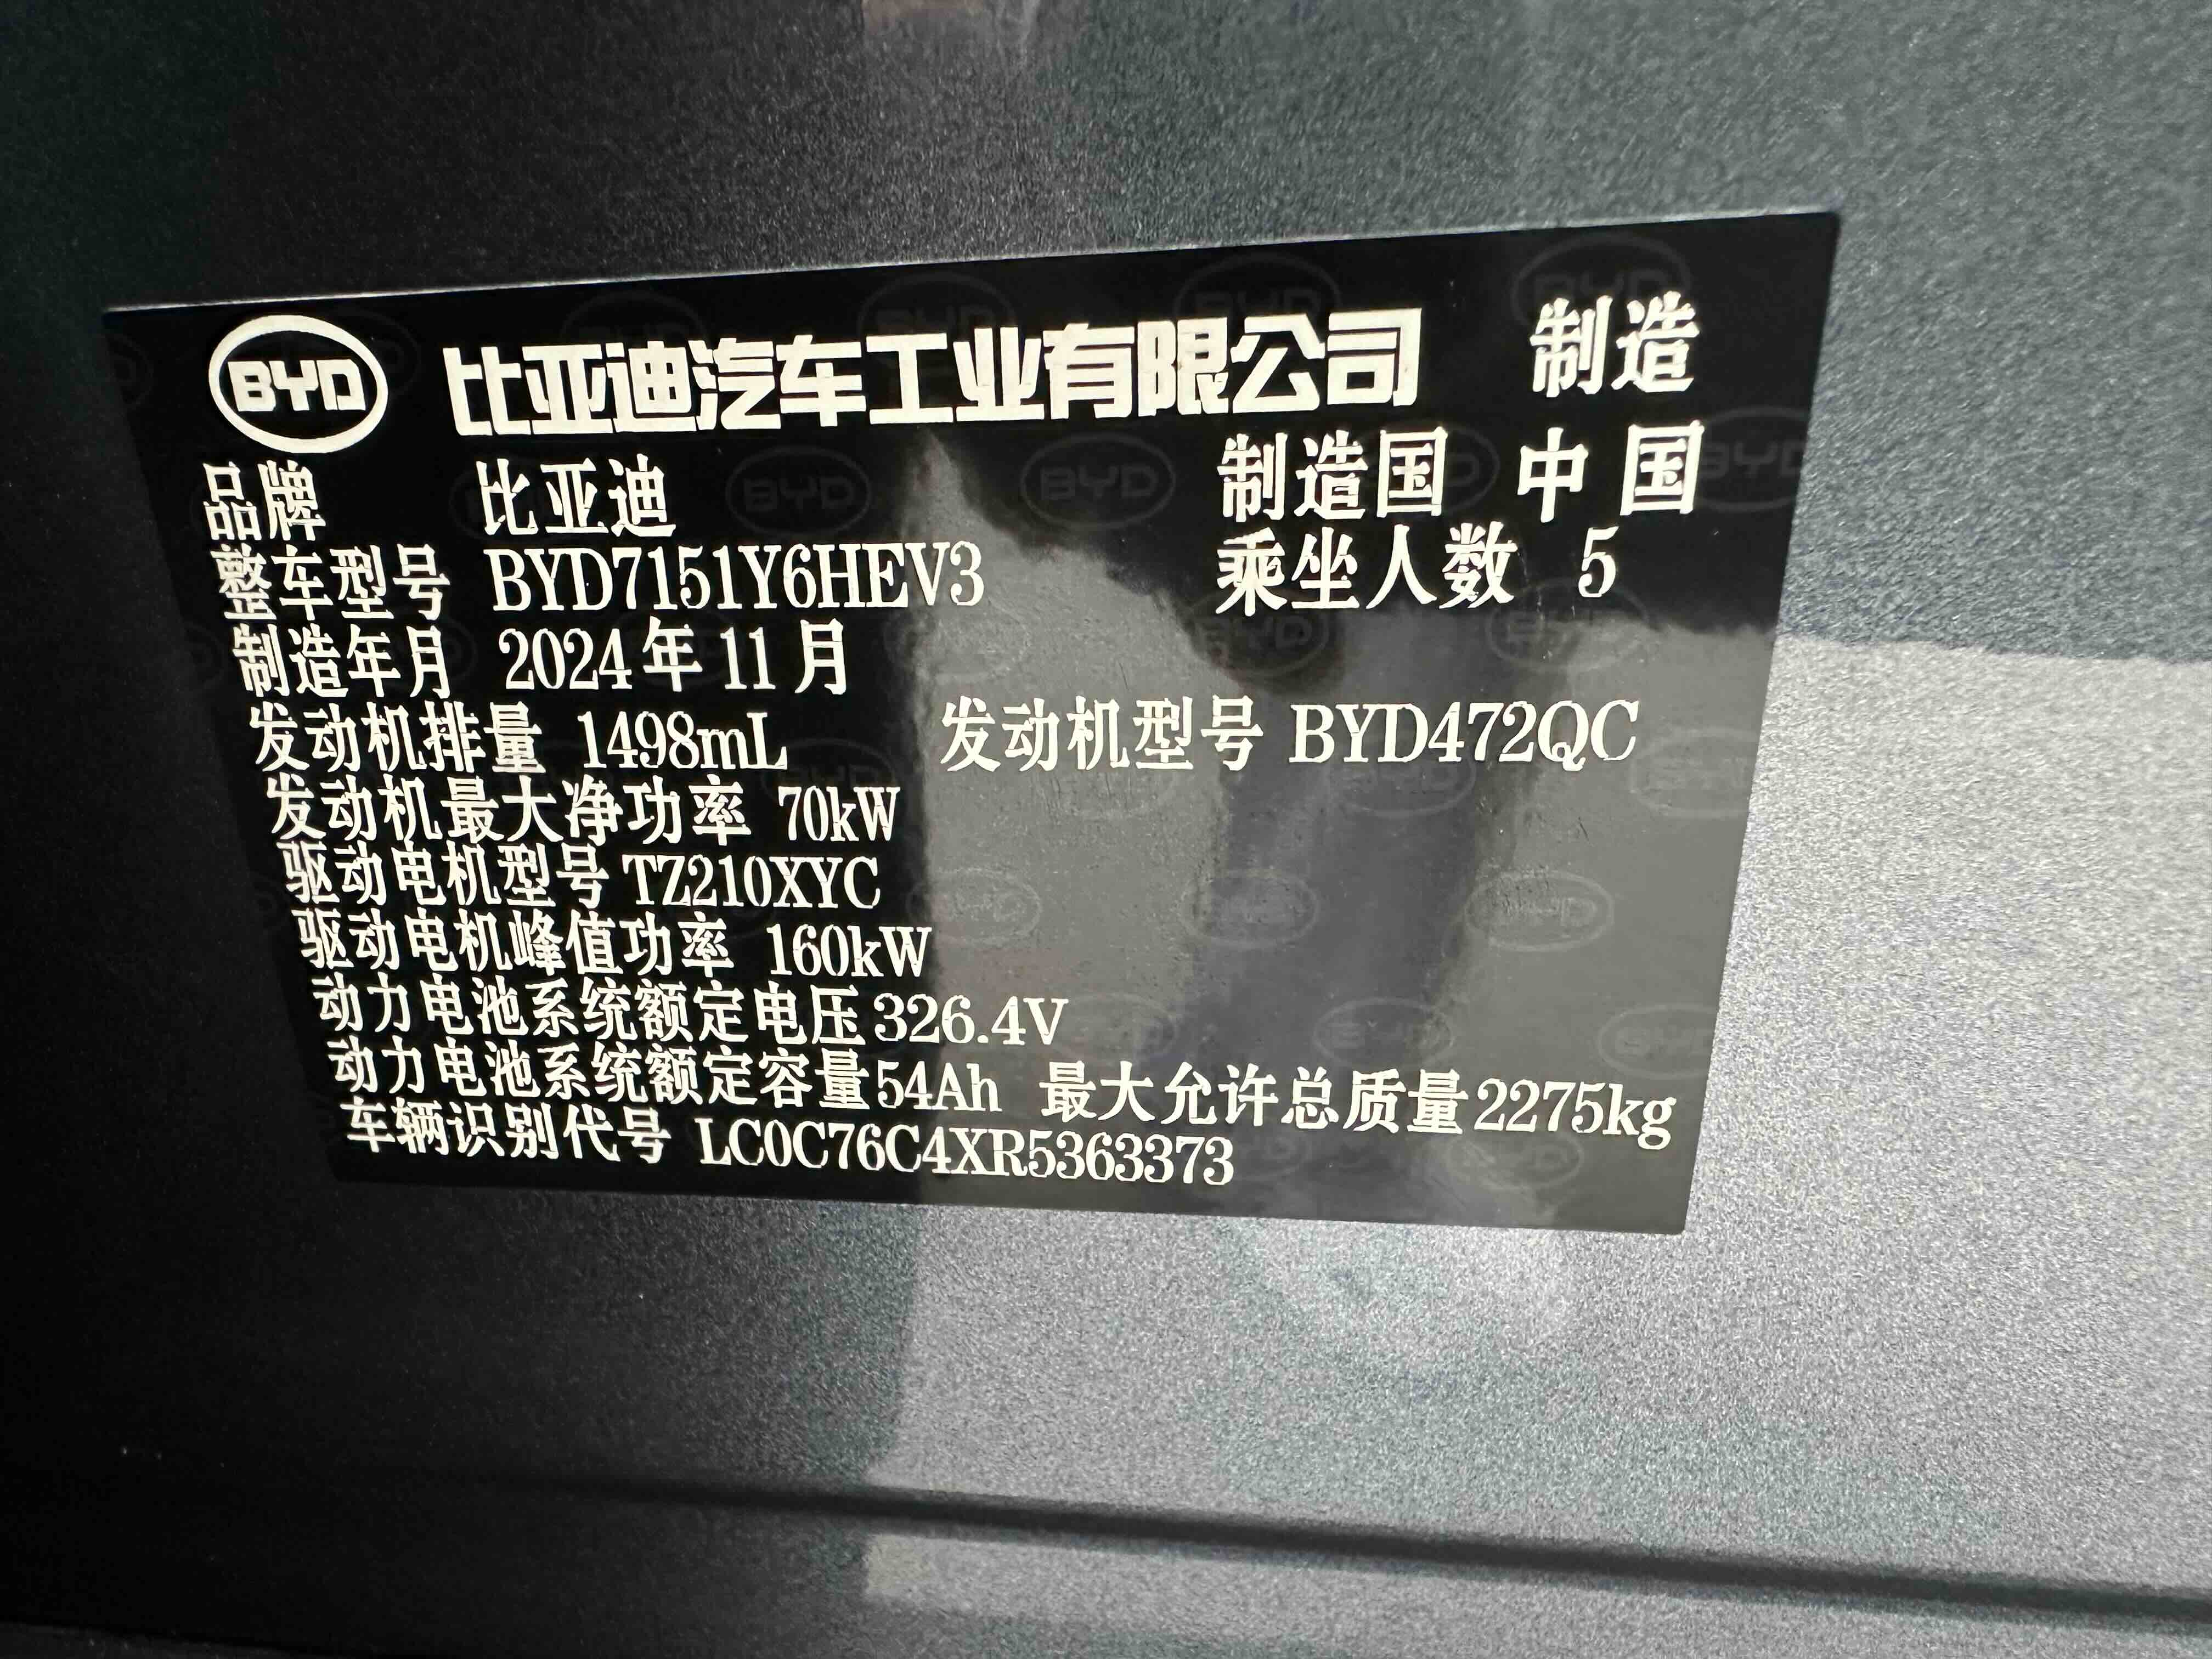 BYD 比亚迪汽车工业有限公司 制造
品牌 比亚迪 制造国 中国
整车型号 BYD7151Y6HEV3 乘坐人数 5
制造年月 2024年11月
发动机排量 1498mL 发动机型号 BYD472QC
发动机最大净功率 70kW
驱动电机型号 TZ210XYC
驱动电机峰值功率 160kW
动力电池系统额定电压 326.4V
动力电池系统额定容量 54Ah 最大允许总质量 2275kg
车辆识别代号 LC0C76C4XR5363373